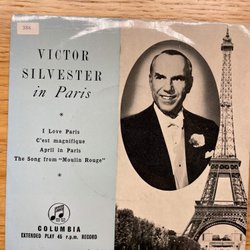 VICTOR
SILVESTER
in Paris
I Love Paris
C'est magnifique
April in Paris
The Song from "Moulin Rouge"
COLUMBIA
EXTENDED PLAY 45 r.p.m. RECORD